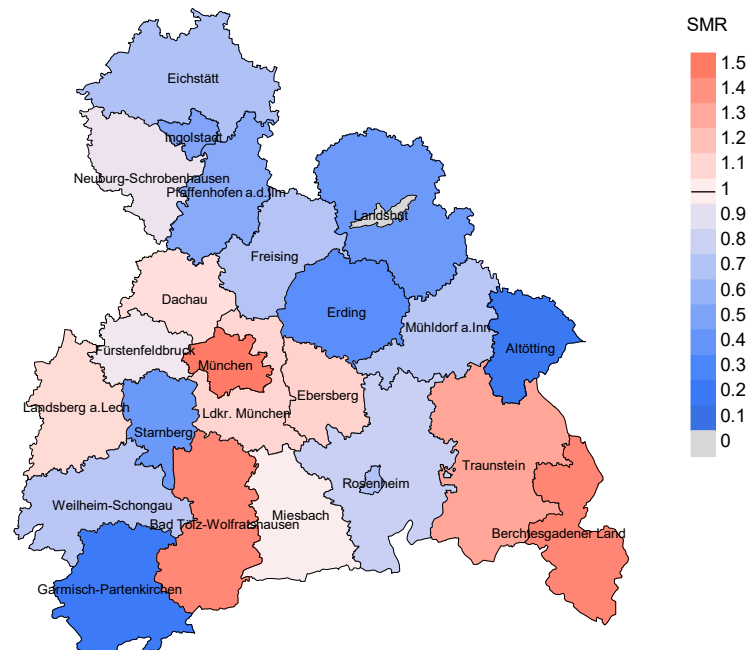 SMR
1.5
1.4
1.3
1.2
1.1
1
0.9
0.8
0.7
0.6
0.5
0.4
0.3
0.2
0.1
0
Eichstätt
Ingolstadt
Neuburg-Schrobenhausen
Pfaffenhofen a.d.Ilm
Landshut
Freising
Dachau
Erding
Mühldorf a.Inn
Altötting
Fürstenfeldbruck
München
Landsberg a.Lech
Ldkr. München
Ebersberg
Starnberg
Traunstein
Rosenheim
Weilheim-Schongau
Miesbach
Bad Tölz-Wolfratshausen
Berchtesgadener Land
Garmisch-Partenkirchen